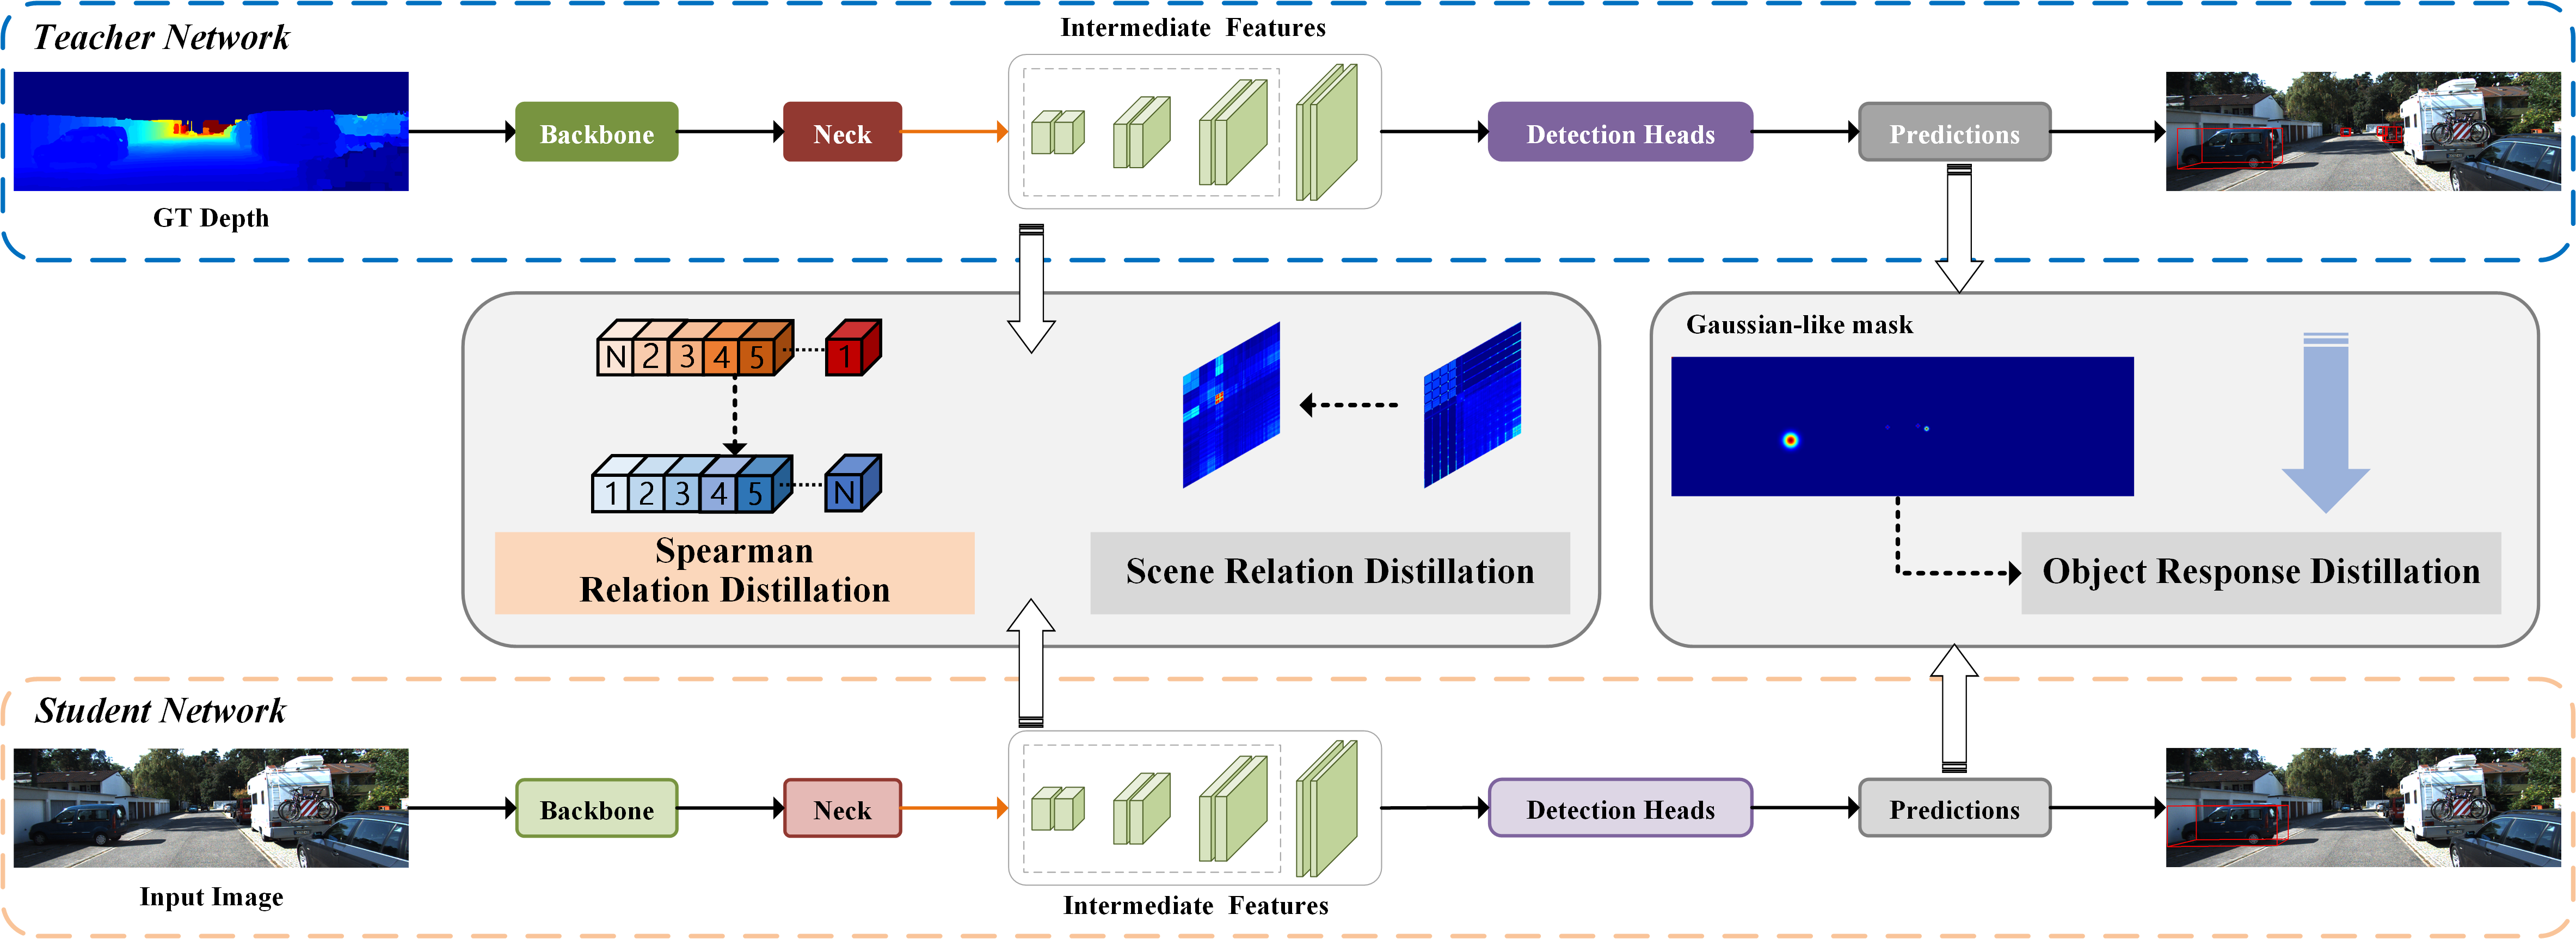 Teacher Network
Intermediate Features
Backbone
Neck
Detection Heads
Predictions
GT Depth
N 2 3 4 5 1
1 2 3 4 5 N
Spearman
Relation Distillation
Scene Relation Distillation
Gaussian-like mask
Object Response Distillation
Student Network
Backbone
Neck
Detection Heads
Predictions
Input Image
Intermediate Features